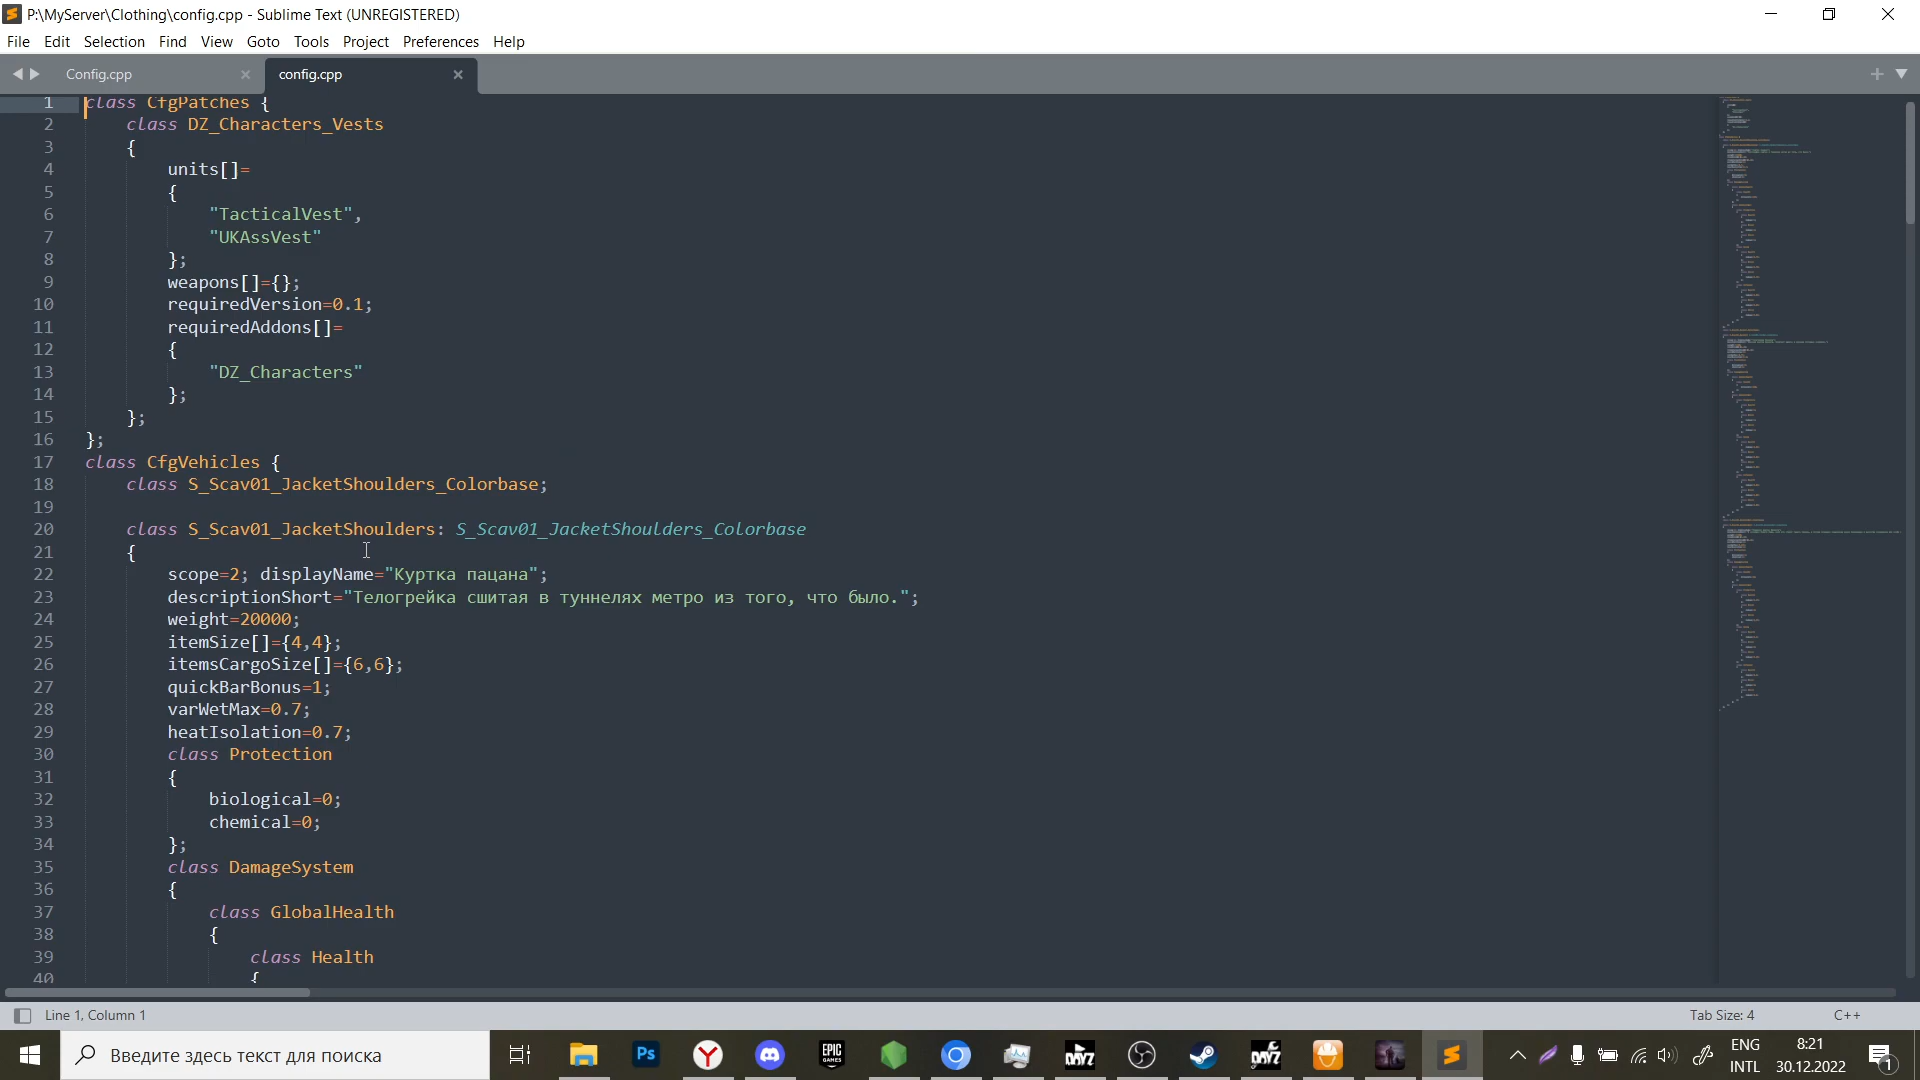 P:\MyServer\Clothing\config.cpp - Sublime Text (UNREGISTERED)
File Edit Selection Find View Goto Tools Project Preferences Help
Config.cpp config.cpp
1 class CfgPatches {
2 class DZ_Characters_Vests
3 {
4 units[]=
5 {
6 "TacticalVest",
7 "UKAssVest"
8 };
9 weapons[]={};
10 requiredVersion=0.1;
11 requiredAddons[]=
12 {
13 "DZ_Characters"
14 };
15 };
16 };
17 class CfgVehicles {
18 class S_Scav01_JacketShoulders_Colorbase;
19
20 class S_Scav01_JacketShoulders: S_Scav01_JacketShoulders_Colorbase
21 {
22 scope=2; displayName="Куртка пацана";
23 descriptionShort="Телогрейка сшитая в туннелях метро из того, что было.";
24 weight=20000;
25 itemSize[]={4,4};
26 itemsCargoSize[]={6,6};
27 quickBarBonus=1;
28 varWetMax=0.7;
29 heatIsolation=0.7;
30 class Protection
31 {
32 biological=0;
33 chemical=0;
34 };
35 class DamageSystem
36 {
37 class GlobalHealth
38 {
39 class Health
40 {
Line 1, Column 1 Tab Size: 4 C++
Введите здесь текст для поиска
Ps
EPIC GAMES
DAYZ
DAYZ
ENG
INTL
8:21
30.12.2022
1